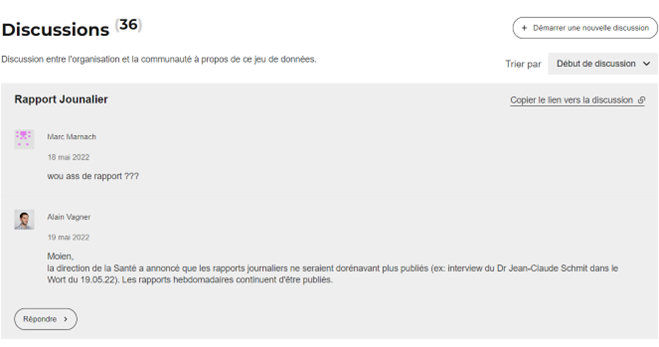 Discussions (36)
+ Démarrer une nouvelle discussion
Discussion entre l'organisation et la communauté à propos de ce jeu de données.
Trier par Début de discussion
Rapport Jounalier
Copier le lien vers la discussion
Marc Marnach
18 mai 2022
wou ass de rapport ???
Alain Vagner
19 mai 2022
Moien,
la direction de la Santé a annoncé que les rapports journaliers ne seraient dorénavant plus publiés (ex: interview du Dr Jean-Claude Schmit dans le
Wort du 19.05.22). Les rapports hebdomadaires continuent d'être publiés.
Répondre